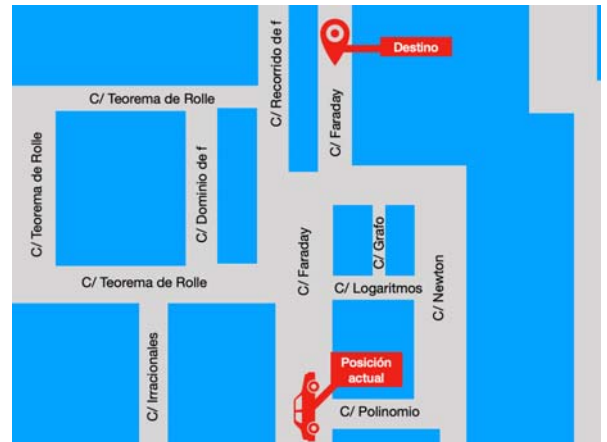 Destino
C/ Recorrido de f
C/ Faraday
C/ Teorema de Rolle
C/ Teorema de Rolle
C/ Dominio de f
C/ Grafo
C/ Faraday
C/ Newton
C/ Teorema de Rolle
C/ Logaritmos
C/ Irracionales
Posición
actual
C/ Polinomio